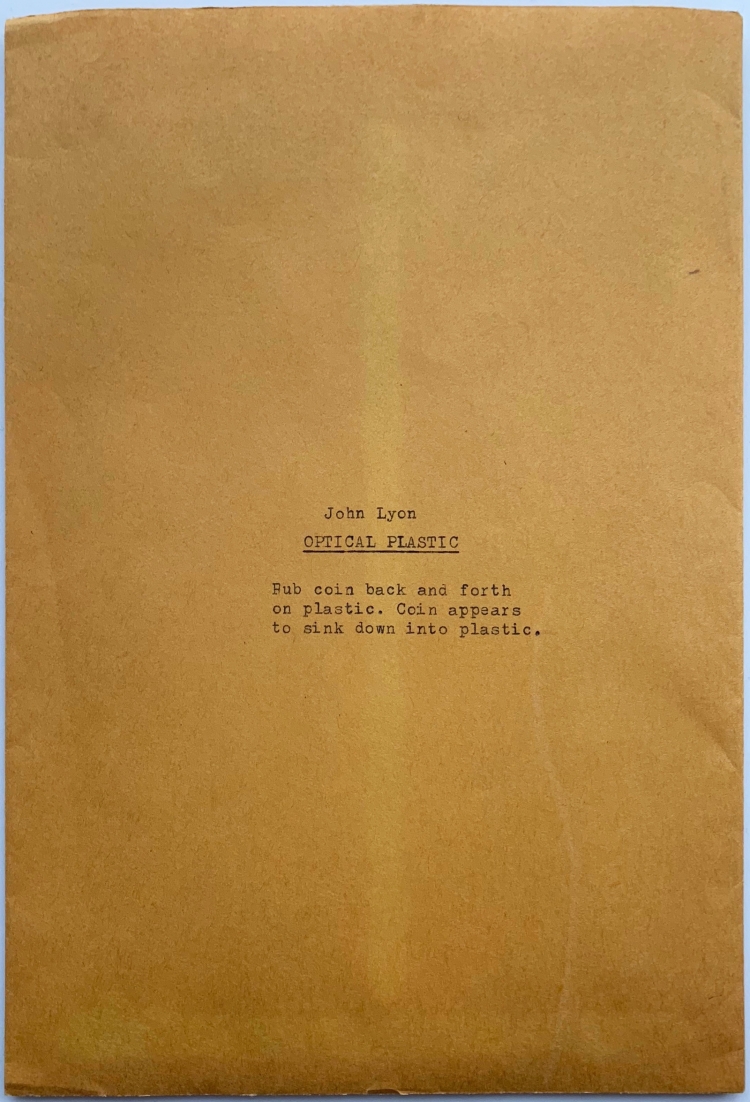 John Lyon
OPTICAL PLASTIC
Rub coin back and forth
on plastic. Coin appears
to sink down into plastic.